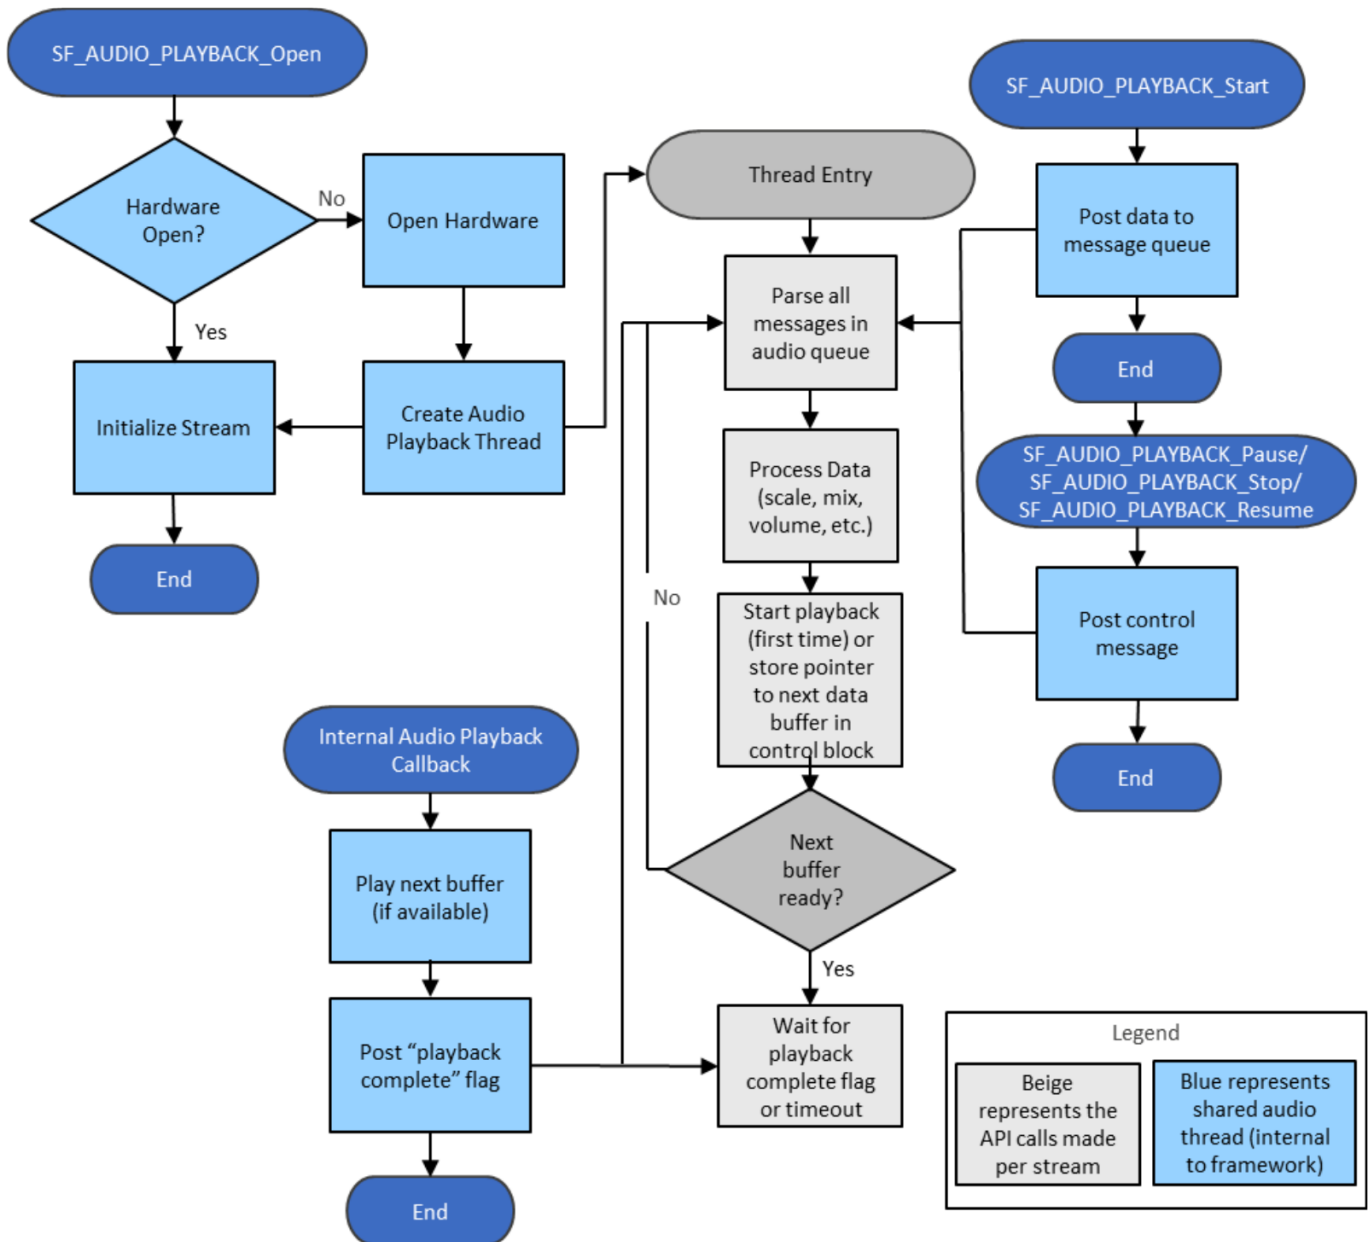 SF_AUDIO_PLAYBACK_Open
Hardware
Open?
No
Open Hardware
Yes
Initialize Stream
Create Audio
Playback Thread
End
Thread Entry
Parse all
messages in
audio queue
Process Data
(scale, mix,
volume, etc.)
Start playback
(first time) or
store pointer
to next data
buffer in
control block
No
Next
buffer
ready?
Yes
Wait for
playback
complete flag
or timeout
SF_AUDIO_PLAYBACK_Start
Post data to
message queue
End
SF_AUDIO_PLAYBACK_Pause/
SF_AUDIO_PLAYBACK_Stop/
SF_AUDIO_PLAYBACK_Resume
Post control
message
End
Internal Audio Playback
Callback
Play next buffer
(if available)
Post “playback
complete” flag
End
Legend
Beige
represents the
API calls made
per stream
Blue represents
shared audio
thread (internal
to framework)